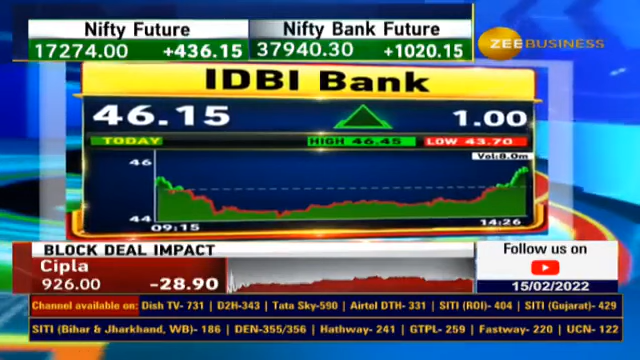 Nifty Future
17274.00 +436.15
Nifty Bank Future
37940.30 +1020.15
ZEE BUSINESS
IDBI Bank
46.15 1.00
TODAY HIGH 46.45 LOW 43.70
Vol:8.0m
46
44
09:15 14:26
BLOCK DEAL IMPACT
Cipla
926.00 -28.90
Follow us on
15/02/2022
Channel available on: Dish TV- 731 | D2H-343 | Tata Sky-590 | Airtel DTH- 331 | SITI (ROI)- 404 | SITI (Gujarat)- 429
SITI (Bihar & Jharkhand, WB)- 186 | DEN-355/356 | Hathway- 241 | GTPL- 259 | Fastway- 220 | UCN- 122